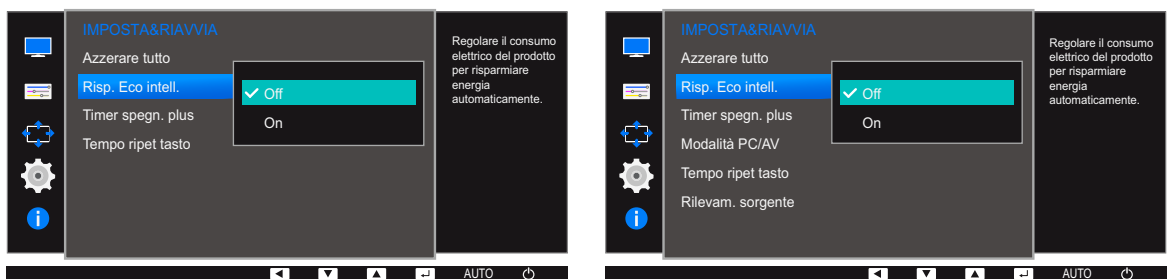 IMPOSTA&RIAVVIA
Azzerare tutto
Risp. Eco intell.
Timer spegn. plus
Tempo ripet tasto
Off
On
Regolare il consumo
elettrico del prodotto
per risparmiare
energia
automaticamente.
AUTO
IMPOSTA&RIAVVIA
Azzerare tutto
Risp. Eco intell.
Timer spegn. plus
Modalità PC/AV
Tempo ripet tasto
Rilevam. sorgente
Off
On
Regolare il consumo
elettrico del prodotto
per risparmiare
energia
automaticamente.
AUTO